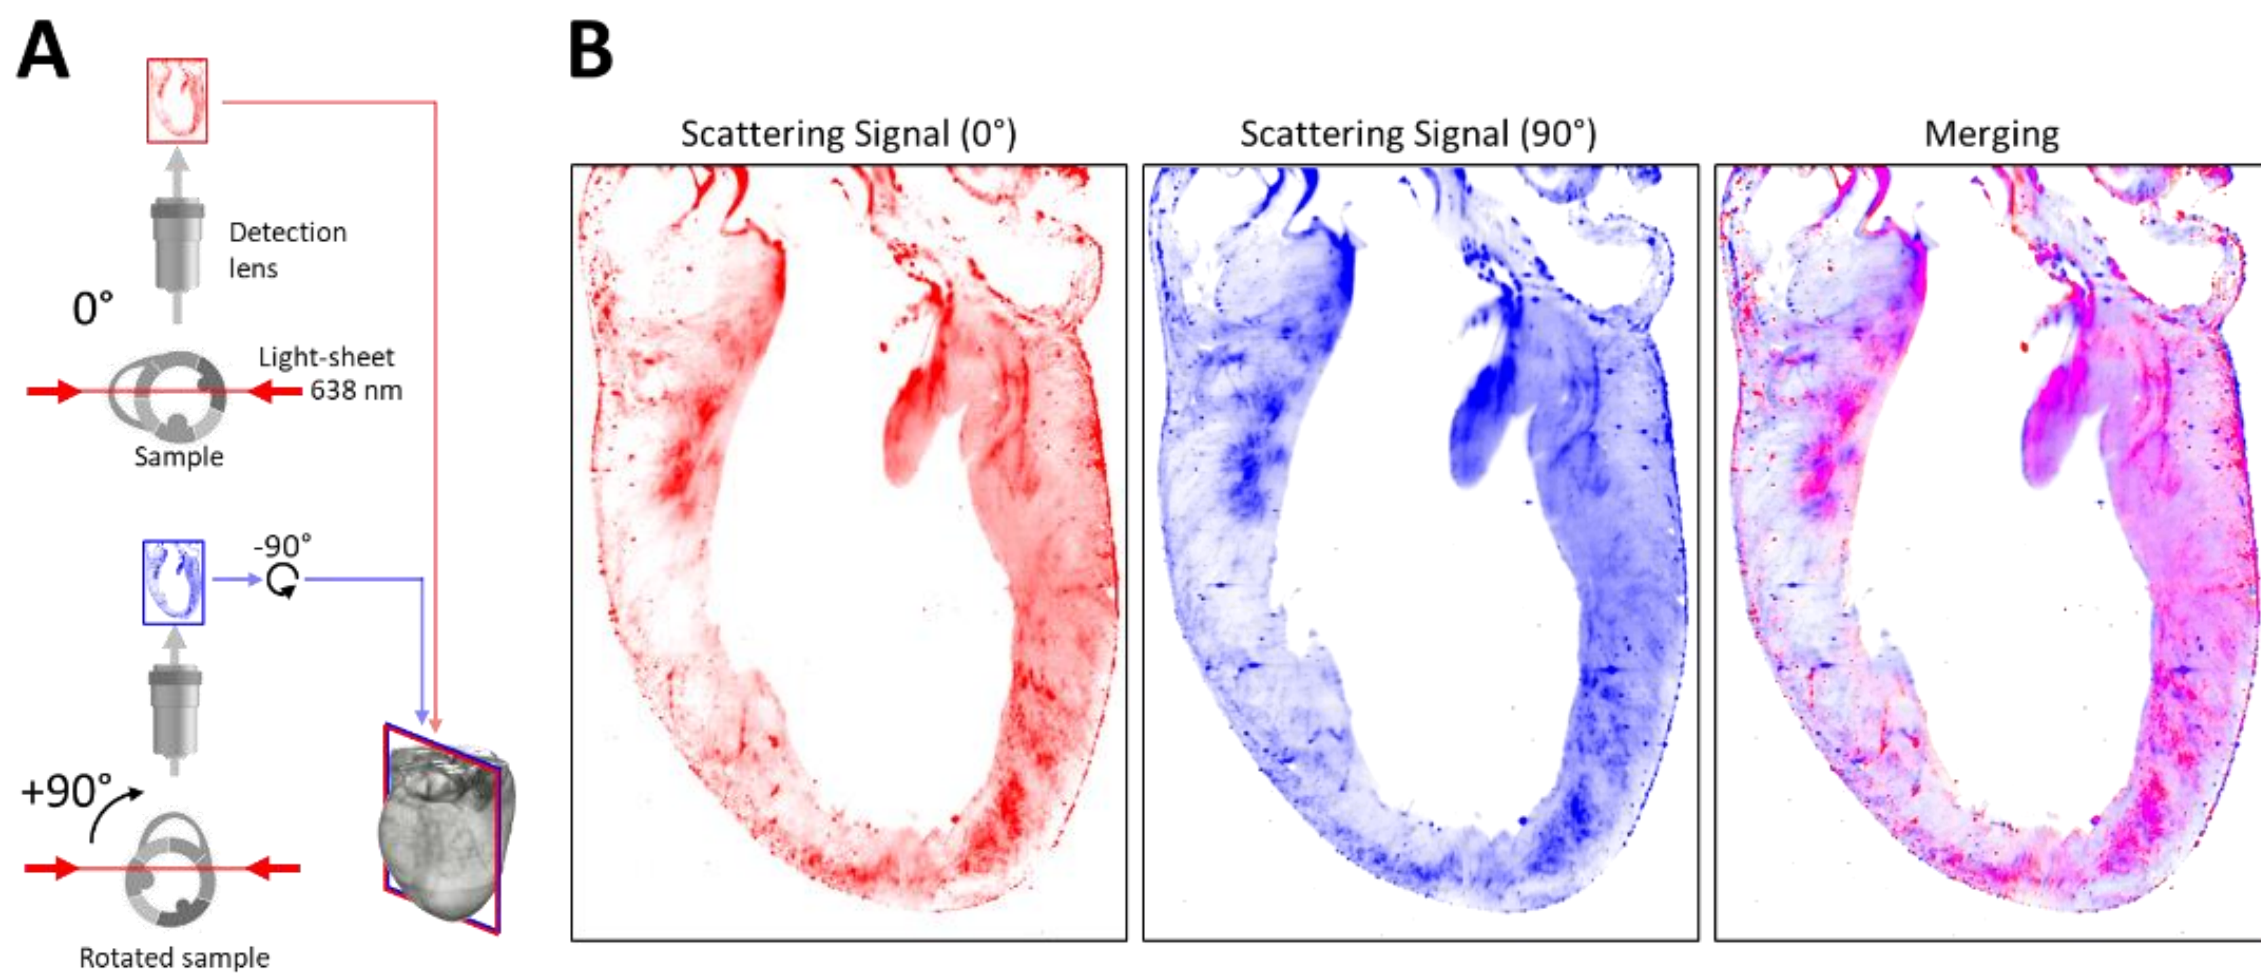 A
Detection
lens
0°
Light-sheet
638 nm
Sample
-90°
+90°
Rotated sample
B
Scattering Signal (0°)
Scattering Signal (90°)
Merging